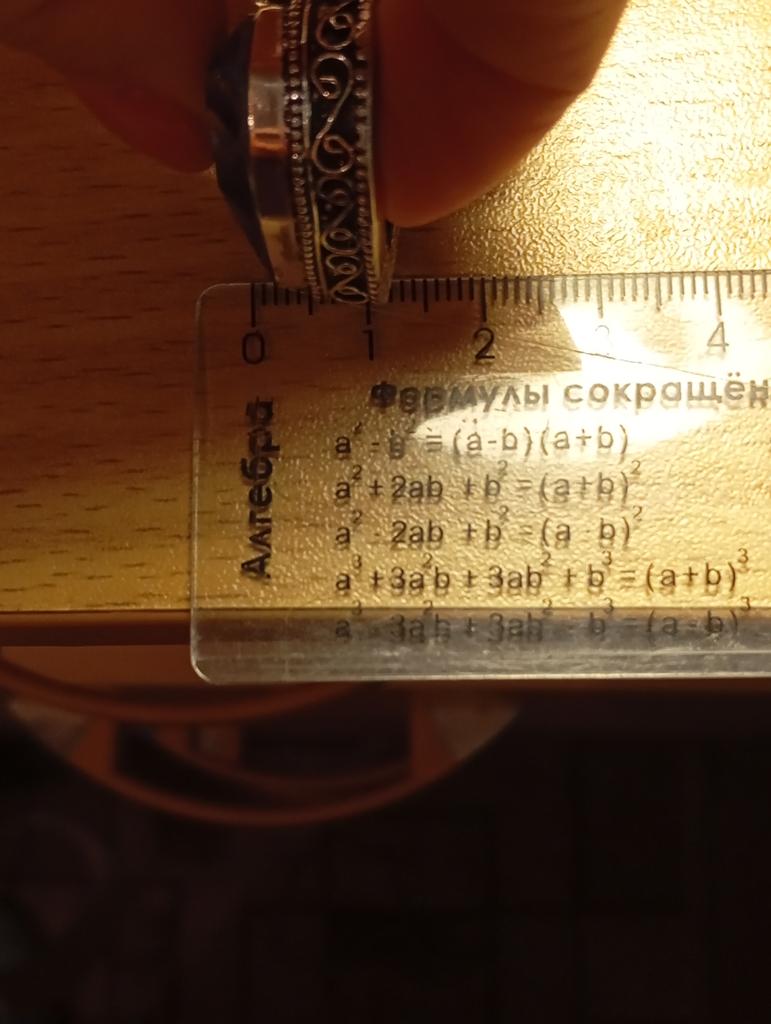 0 1 2 3 4
Алгебра
Формулы сокращён
a² - b² = (a-b)(a+b)
a² + 2ab + b² = (a+b)²
a² - 2ab + b² = (a - b)²
a³ + 3a²b + 3ab² + b³ = (a+b)³
a³ - 3a²b + 3ab² - b³ = (a - b)³